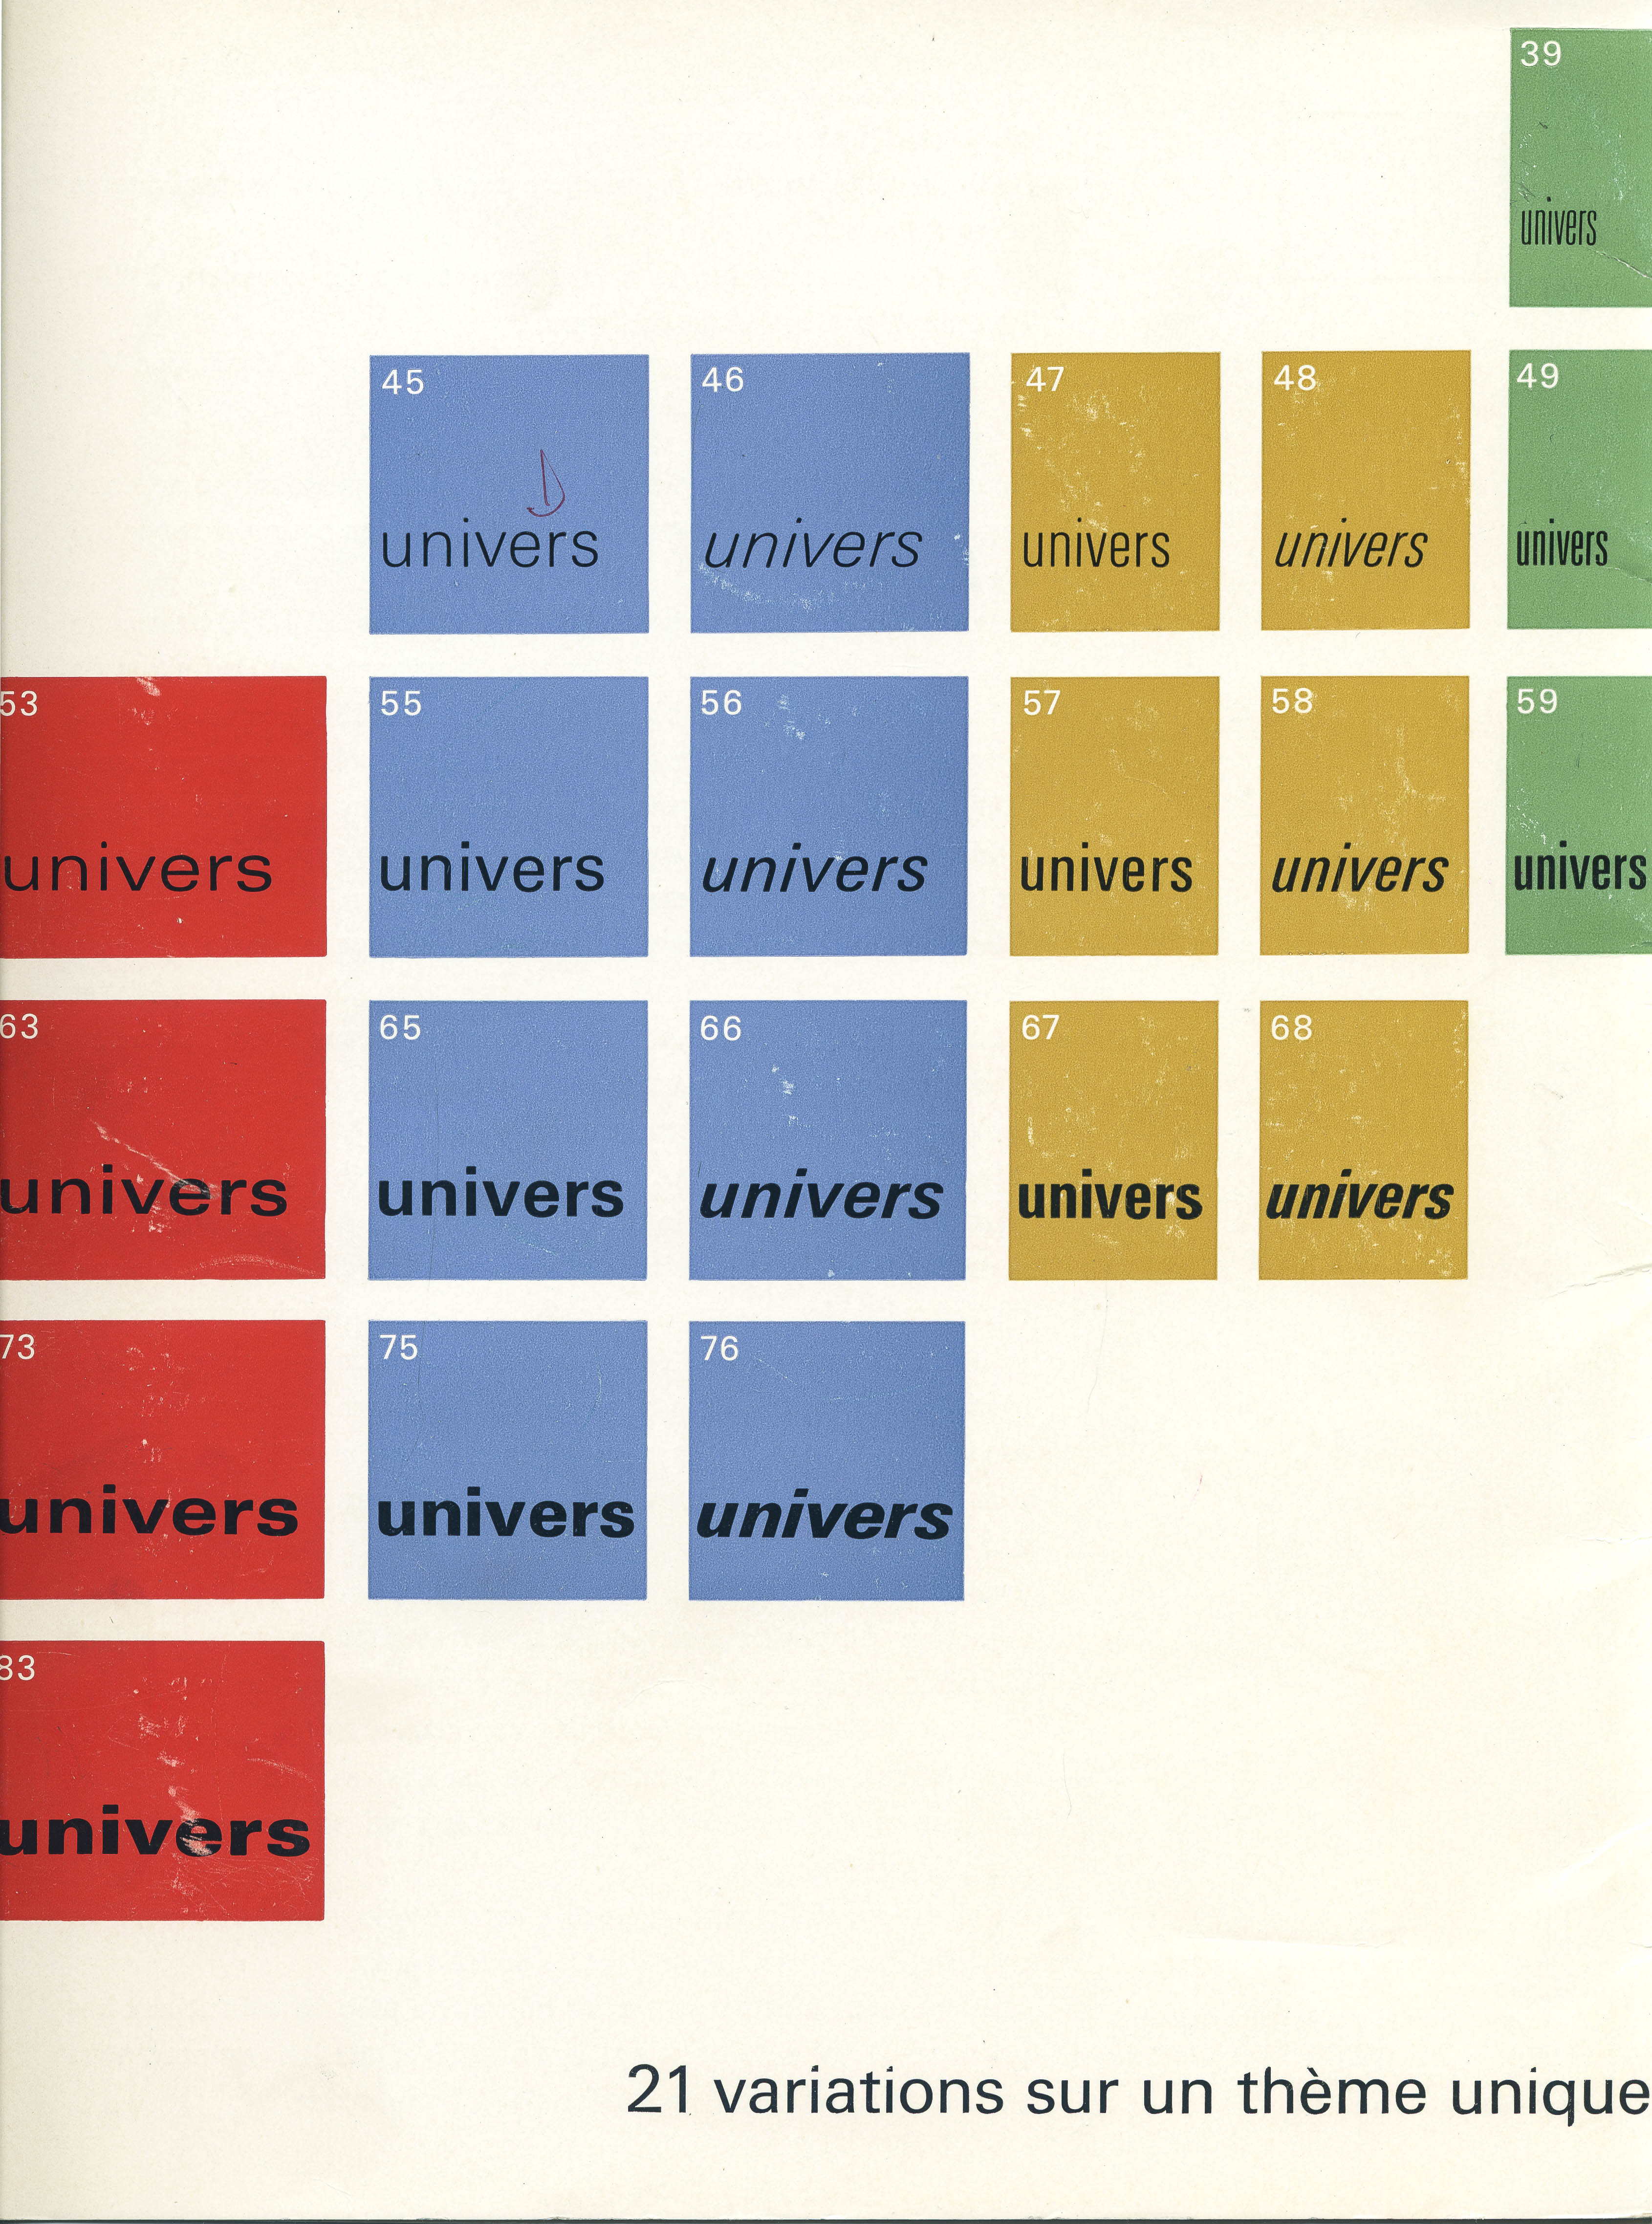 39
univers
45 46 47 48 49
univers univers univers univers univers
53 55 56 57 58 59
univers univers univers univers univers univers
63 65 66 67 68
univers univers univers univers univers
73 75 76
univers univers univers
83
univers
21 variations sur un thème unique